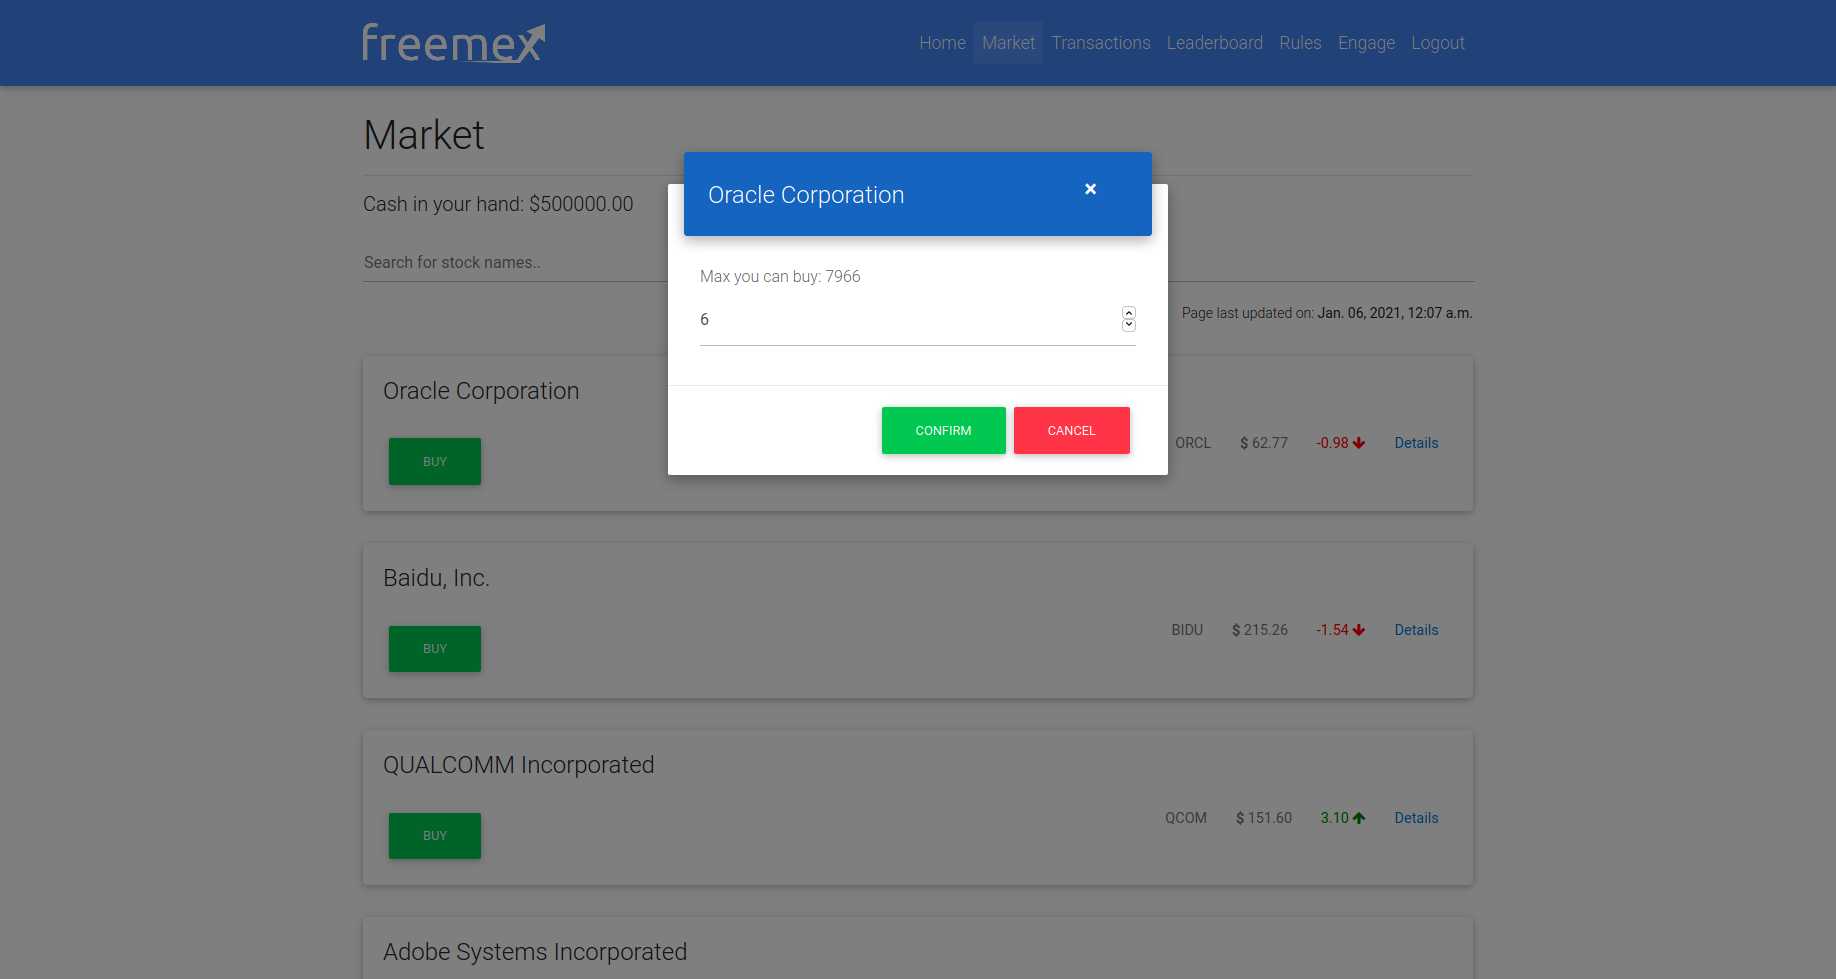 freemex
Home Market Transactions Leaderboard Rules Engage Logout
Market
Cash in your hand: $500000.00
Search for stock names..
Page last updated on: Jan. 06, 2021, 12:07 a.m.
Oracle Corporation
×
Max you can buy: 7966
6
CONFIRM CANCEL
Oracle Corporation
BUY
ORCL $ 62.77 -0.98 Details
Baidu, Inc.
BUY
BIDU $ 215.26 -1.54 Details
QUALCOMM Incorporated
BUY
QCOM $ 151.60 3.10 Details
Adobe Systems Incorporated